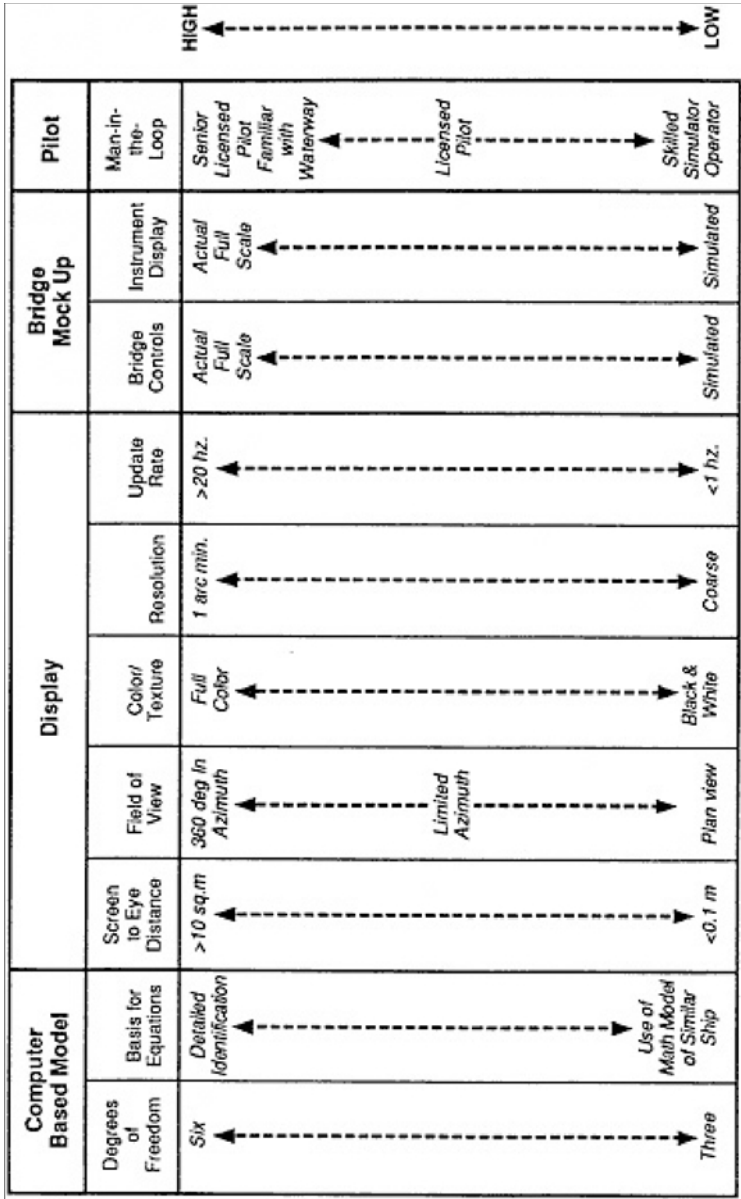 Computer
Based Model
Display
Bridge
Mock Up
Pilot
Degrees
of
Freedom
Basis for
Equations
Screen
to Eye
Distance
Field of
View
Color/
Texture
Resolution
Update
Rate
Bridge
Controls
Instrument
Display
Man-in-
the-
Loop
HIGH
Six
Detailed
Identification
>10 sq.m
360 deg In
Azimuth
Full
Color
1 arc min.
>20 hz.
Actual
Full
Scale
Actual
Full
Scale
Senior
Licensed
Pilot
Familiar
with
Waterway
Limited
Azimuth
Licensed
Pilot
Three
Use of
Math Model
of Similar
Ship
<0.1 m
Plan view
Black &
White
Coarse
<1 hz.
Simulated
Simulated
Skilled
Simulator
Operator
LOW